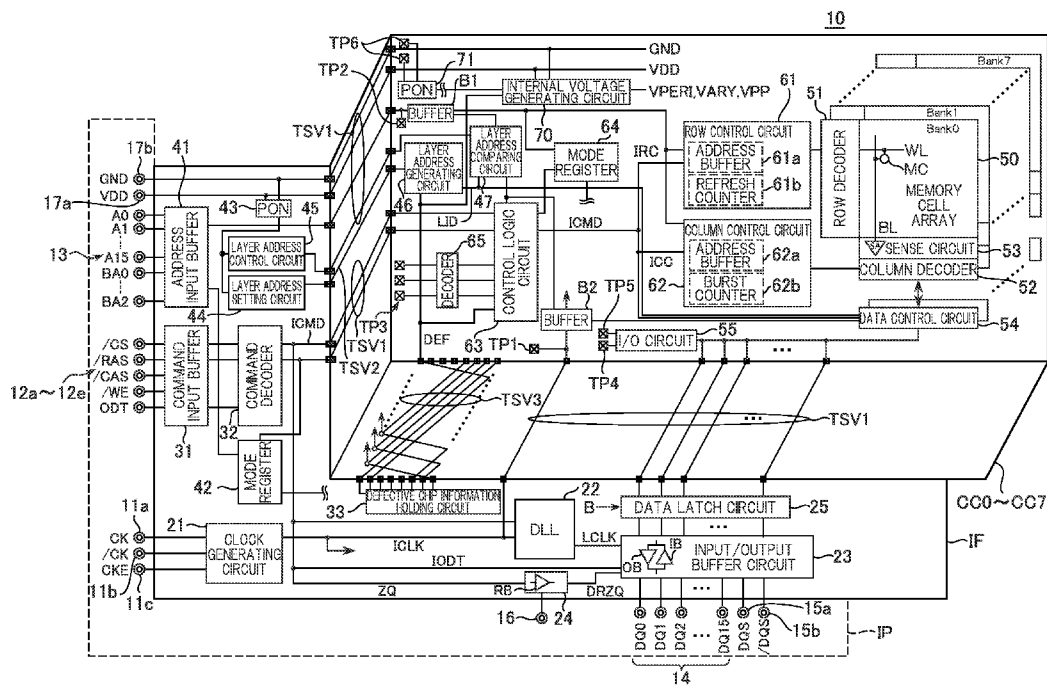 10
TP6
GND
71
VDD
TP2
PON
B1
INTERNAL VOLTAGE
GENERATING CIRCUIT
VPERI,VARY,VPP
70
BUFFER
TSV1
61
51
Bank7
Bank1
Bank0
64
ROW CONTROL CIRCUIT
ADDRESS
BUFFER
61a
REFRESH
COUNTER
61b
IRC
ROW DECODER
WL
MC
50
MEMORY
CELL
ARRAY
BL
SENSE CIRCUIT
53
COLUMN DECODER
52
LAYER
ADDRESS
COMPARING
CIRCUIT
LAYER
ADDRESS
GENERATING
CIRCUIT
46
47
MODE
REGISTER
LID
ICMD
65
CONTROL LOGIC
CIRCUIT
63
DECODER
TP3
COLUMN CONTROL CIRCUIT
ADDRESS
BUFFER
62a
BURST
COUNTER
62b
62
ICC
B2
TP5
BUFFER
DATA CONTROL CIRCUIT
54
I/O CIRCUIT
55
TP1
TP4
DEF
17b
41
GND
VDD
17a
43
PON
45
A0
A1
13
A15
BA0
BA2
ADDRESS
INPUT BUFFER
LAYER ADDRESS
CONTROL CIRCUIT
LAYER ADDRESS
SETTING CIRCUIT
44
TSV1
ICMD
TSV2
/CS
/RAS
/CAS
12a~12e
/WE
ODT
COMMAND
INPUT BUFFER
31
COMMAND
DECODER
32
TSV3
TSV1
MODE
REGISTER
42
33
DEFECTIVE CHIP INFORMATION
HOLDING CIRCUIT
CC0~CC7
22
B
DATA LATCH CIRCUIT
25
11a
21
CK
/CK
CKE
11b
11c
CLOCK
GENERATING
CIRCUIT
ICLK
DLL
LCLK
IF
IB
OB
INPUT/OUTPUT
BUFFER CIRCUIT
23
IODT
ZQ
RB
DRZQ
24
16
DQ0
DQ1
DQ2
DQ15
DQS
/DQS
15a
15b
IP
14